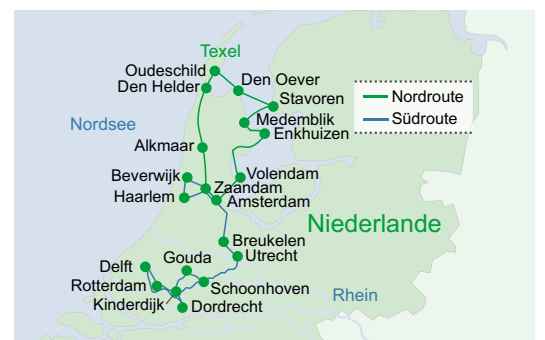 Texel
Oudeschild
Den Helder
Den Oever
Stavoren
Nordroute
Südroute
Nordsee
Medemblik
Enkhuizen
Alkmaar
Beverwijk
Volendam
Haarlem
Zaandam
Amsterdam
Niederlande
Breukelen
Utrecht
Gouda
Delft
Rotterdam
Schoonhoven
Rhein
Kinderdijk
Dordrecht